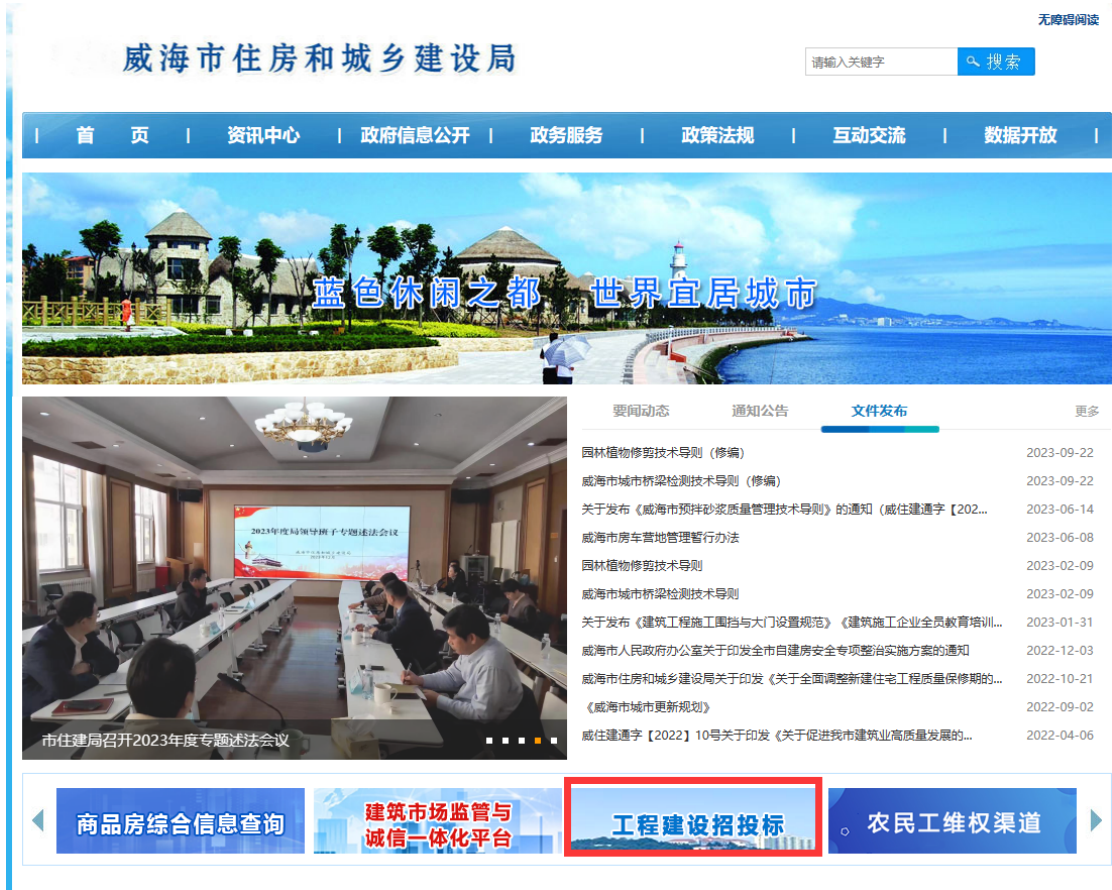 无障碍阅读
威海市住房和城乡建设局
请输入关键字
搜索
首 页
资讯中心
政府信息公开
政务服务
政策法规
互动交流
数据开放
蓝色休闲之都 世界宜居城市
要闻动态
通知公告
文件发布
更多
园林植物修剪技术导则（修编） 2023-09-22
威海市城市桥梁检测技术导则（修编） 2023-09-22
关于发布《威海市预拌砂浆质量管理技术导则》的通知（威住建通字【202... 2023-06-14
威海市房车营地管理暂行办法 2023-06-08
园林植物修剪技术导则 2023-02-09
威海市城市桥梁检测技术导则 2023-02-09
关于发布《建筑工程施工围挡与大门设置规范》《建筑施工企业全员教育培训... 2023-01-31
威海市人民政府办公室关于印发全市自建房安全专项整治实施方案的通知 2022-12-03
威海市住房和城乡建设局关于印发《关于全面调整新建住宅工程质量保修期的... 2022-10-21
《威海市城市更新规划》 2022-09-02
威住建通字【2022】10号关于印发《关于促进我市建筑业高质量发展的... 2022-04-06
2023年度局领导班子专题述法会议
市住建局召开2023年度专题述法会议
商品房综合信息查询
建筑市场监管与
诚信一体化平台
工程建设招投标
农民工维权渠道